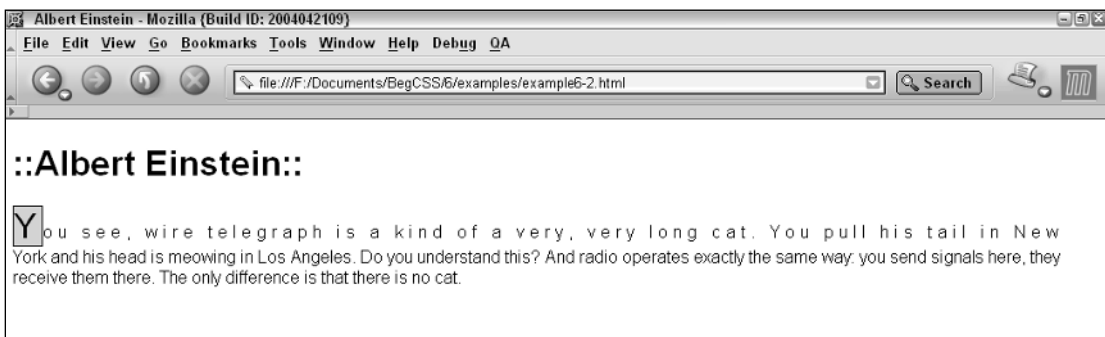 Albert Einstein - Mozilla {Build ID: 2004042109}
File Edit View Go Bookmarks Tools Window Help Debug QA
file:///F:/Documents/BegCSS/6/examples/example6-2.html Search
::Albert Einstein::
You see, wire telegraph is a kind of a very, very long cat. You pull his tail in New
York and his head is meowing in Los Angeles. Do you understand this? And radio operates exactly the same way: you send signals here, they
receive them there. The only difference is that there is no cat.